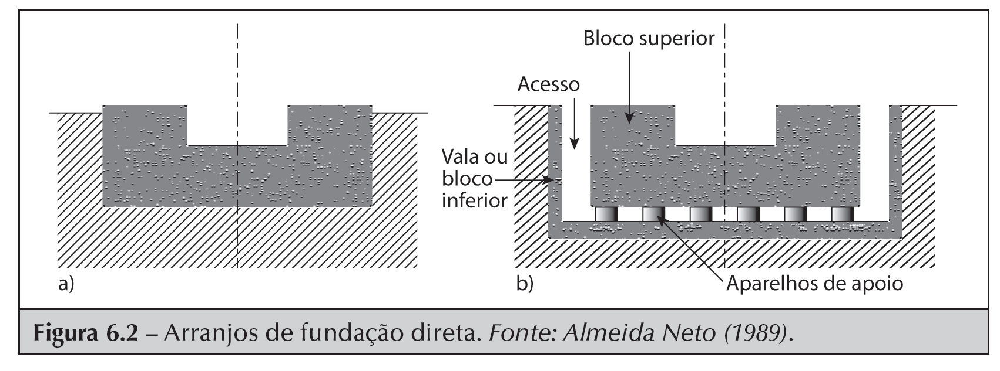 Bloco superior
Acesso
Vala ou
bloco
inferior
a)
b)
Aparelhos de apoio
Figura 6.2 – Arranjos de fundação direta. Fonte: Almeida Neto (1989).